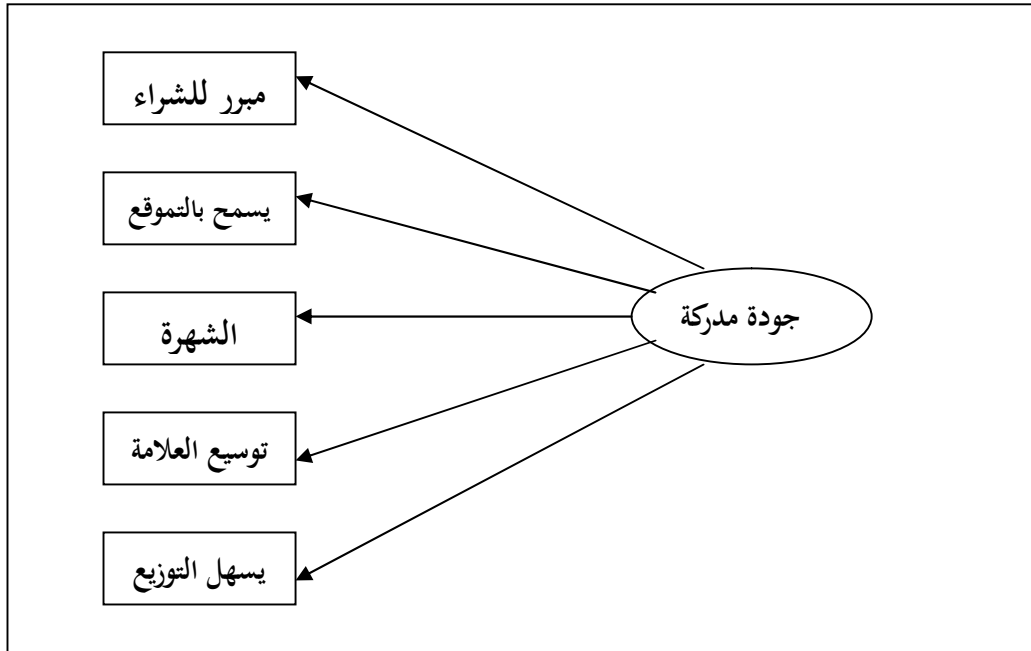 مبرر للشراء
يسمح بالتموقع
الشهرة
جودة مدركة
توسيع العلامة
يسهل التوزيع